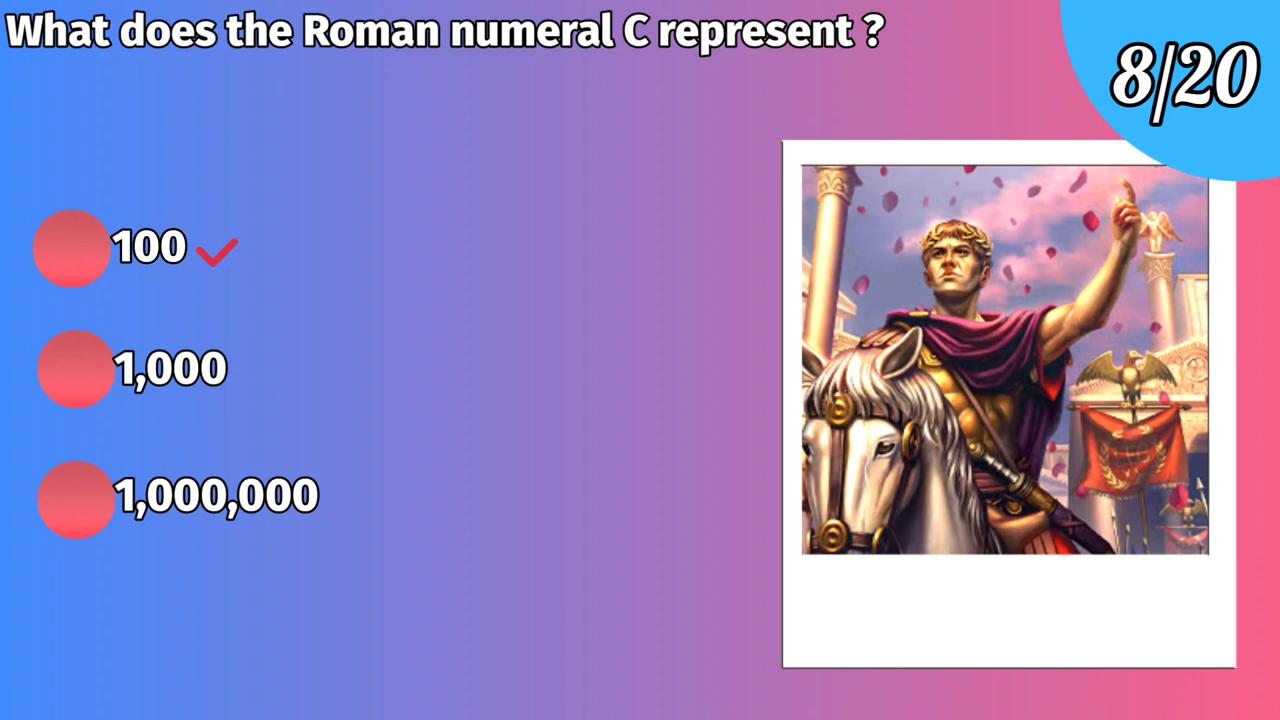 What does the Roman numeral C represent ?
8/20
100
1,000
1,000,000